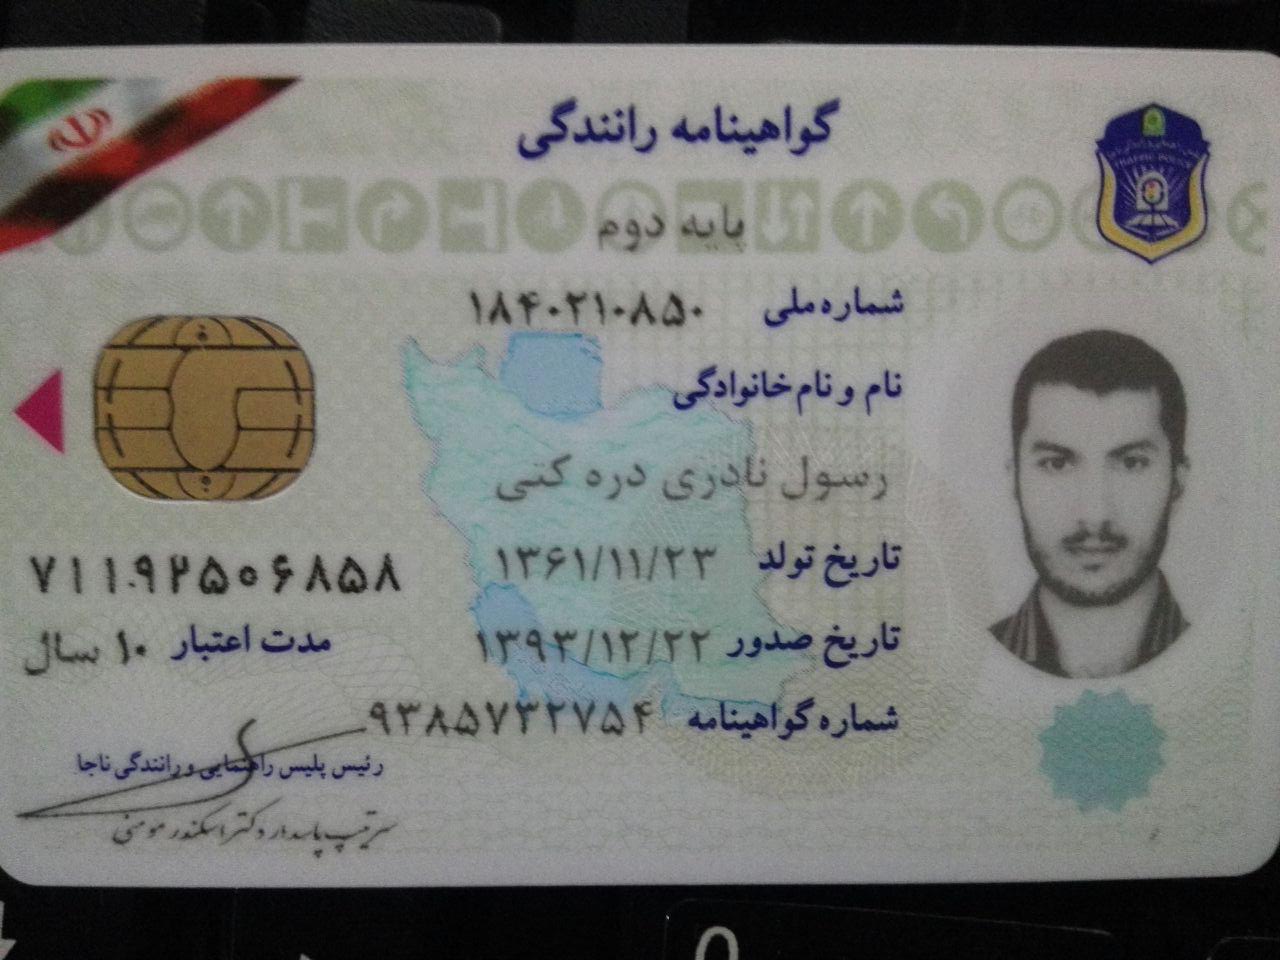 گواهینامه رانندگی
TRAFFIC POLICE
پایه دوم
شماره ملی ۱۸۴۰۲۱۰۸۵۰
نام و نام خانوادگی
رسول نادری دره کتی
تاریخ تولد ۱۳۶۱/۱۱/۲۳
تاریخ صدور ۱۳۹۳/۱۲/۲۲
شماره گواهینامه ۹۳۸۵۷۳۲۷۵۴
۷۱۱۰۹۲۵۰۶۸۵۸
مدت اعتبار ۱۰ سال
رئیس پلیس راهنمایی و رانندگی ناجا
سرتیپ پاسدار دکتر اسکندر مومنی
0